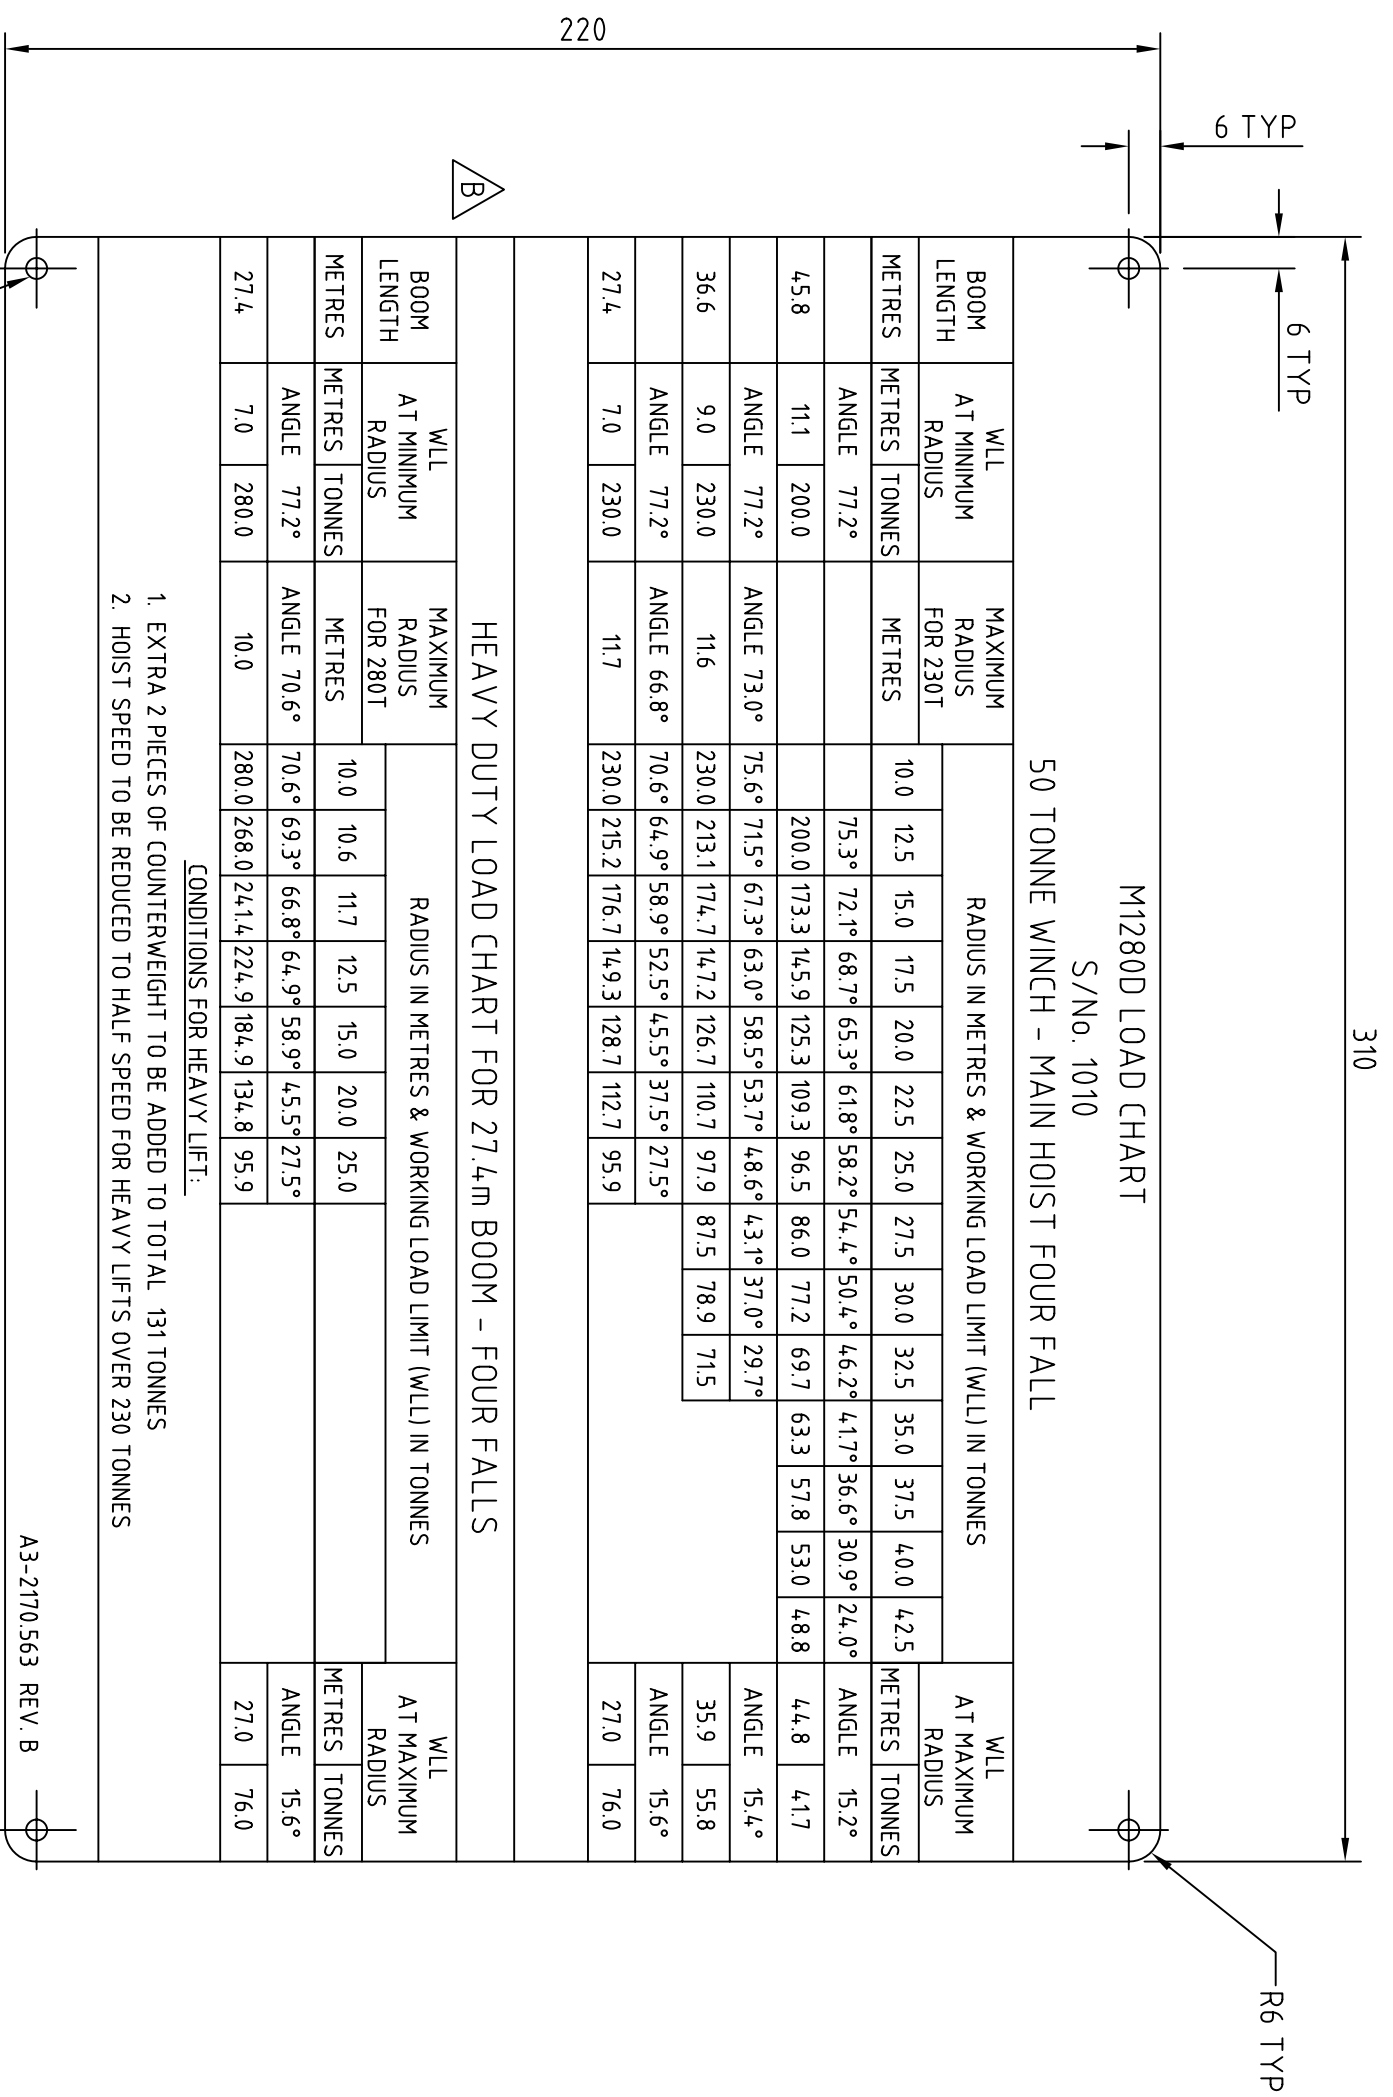 310
6 TYP
6 TYP
220
R6 TYP
B
M1280D LOAD CHART
S/No. 1010
50 TONNE WINCH - MAIN HOIST FOUR FALL
BOOM LENGTH WLL AT MINIMUM RADIUS MAXIMUM RADIUS FOR 230T RADIUS IN METRES & WORKING LOAD LIMIT (WLL) IN TONNES WLL AT MAXIMUM RADIUS
METRES METRES TONNES METRES 10.0 12.5 15.0 17.5 20.0 22.5 25.0 27.5 30.0 32.5 35.0 37.5 40.0 42.5 METRES TONNES
ANGLE 77.2° 75.3° 72.1° 68.7° 65.3° 61.8° 58.2° 54.4° 50.4° 46.2° 41.7° 36.6° 30.9° 24.0° ANGLE 15.2°
45.8 11.1 200.0 200.0 173.3 145.9 125.3 109.3 96.5 86.0 77.2 69.7 63.3 57.8 53.0 48.8 44.8 41.7
ANGLE 77.2° ANGLE 73.0° 75.6° 71.5° 67.3° 63.0° 58.5° 53.7° 48.6° 43.1° 37.0° 29.7° ANGLE 15.4°
36.6 9.0 230.0 11.6 230.0 213.1 174.7 147.2 126.7 110.7 97.9 87.5 78.9 71.5 35.9 55.8
ANGLE 77.2° ANGLE 66.8° 70.6° 64.9° 58.9° 52.5° 45.5° 37.5° 27.5° ANGLE 15.6°
27.4 7.0 230.0 11.7 230.0 215.2 176.7 149.3 128.7 112.7 95.9 27.0 76.0
HEAVY DUTY LOAD CHART FOR 27.4m BOOM - FOUR FALLS
BOOM LENGTH WLL AT MINIMUM RADIUS MAXIMUM RADIUS FOR 280T RADIUS IN METRES & WORKING LOAD LIMIT (WLL) IN TONNES WLL AT MAXIMUM RADIUS
METRES METRES TONNES METRES 10.0 10.6 11.7 12.5 15.0 20.0 25.0 METRES TONNES
ANGLE 77.2° ANGLE 70.6° 70.6° 69.3° 66.8° 64.9° 58.9° 45.5° 27.5° ANGLE 15.6°
27.4 7.0 280.0 10.0 280.0 268.0 241.4 224.9 184.9 134.8 95.9 27.0 76.0
CONDITIONS FOR HEAVY LIFT:
1. EXTRA 2 PIECES OF COUNTERWEIGHT TO BE ADDED TO TOTAL 131 TONNES
2. HOIST SPEED TO BE REDUCED TO HALF SPEED FOR HEAVY LIFTS OVER 230 TONNES
A3-2170.563 REV. B